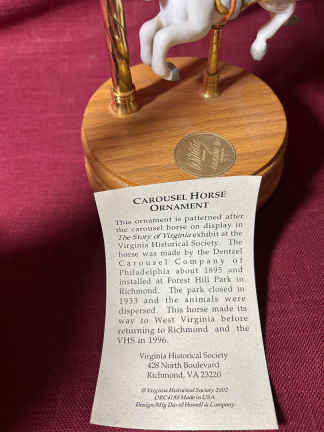 CAROUSEL HORSE
ORNAMENT
This ornament is patterned after
the carousel horse on display in
The Story of Virginia exhibit at the
Virginia Historical Society. The
horse was made by the Dentzel
Carousel Company of
Philadelphia about 1895 and
installed at Forest Hill Park in
Richmond. The park closed in
1933 and the animals were
dispersed. This horse made its
way to West Virginia before
returning to Richmond and the
VHS in 1996.
Virginia Historical Society
428 North Boulevard
Richmond, VA 23220
© Virginia Historical Society 2002
Made in USA
Design/Mfg David Howell & Company